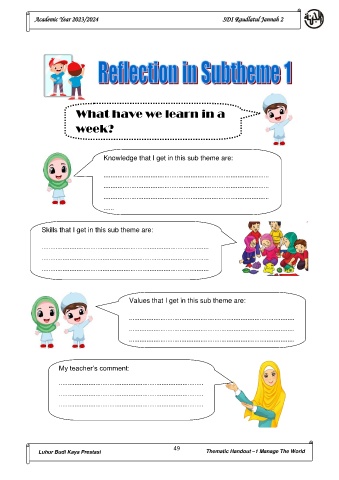 Academic Year 2023/2024
SDI Raudlatul Jannah 2
Reflection in Subtheme 1
What have we learn in a
week?
Knowledge that I get in this sub theme are:
Skills that I get in this sub theme are:
Values that I get in this sub theme are:
My teacher's comment:
49
Luhur Budi Kaya Prestasi
Thematic Handout –1 Manage The World